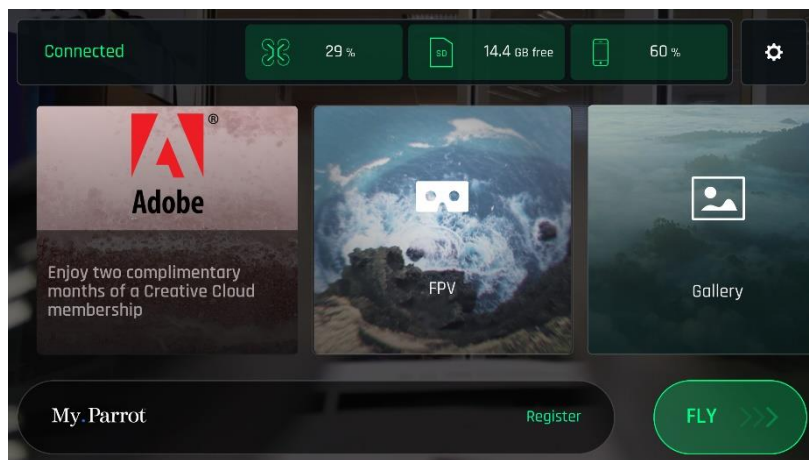 Connected
29 %
SD
14.4 GB free
60 %
®
Adobe
Enjoy two complimentary
months of a Creative Cloud
membership
FPV
Gallery
My.Parrot
Register
FLY